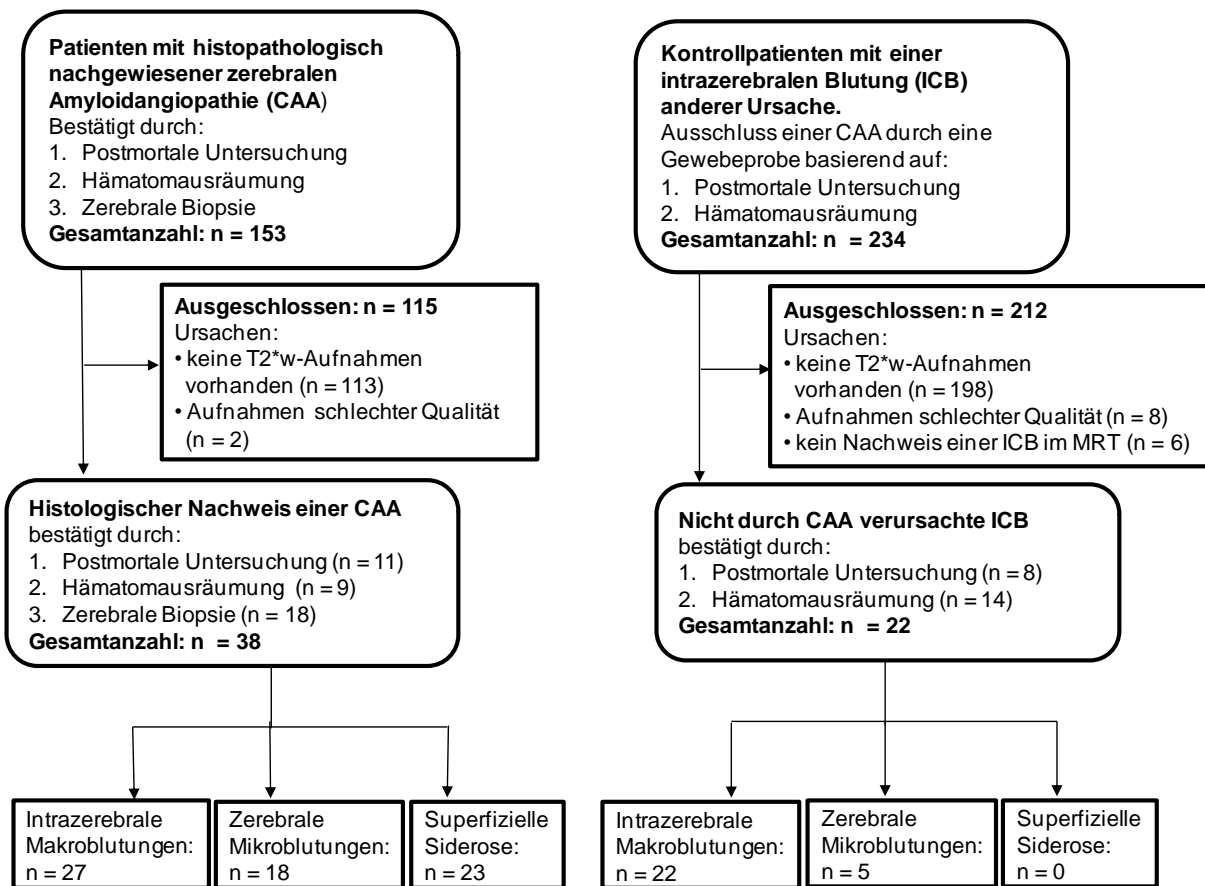 Patienten mit histopathologisch
nachgewiesener zerebralen
Amyloidangiopathie (CAA)
Bestätigt durch:
1. Postmortale Untersuchung
2. Hämatomausräumung
3. Zerebrale Biopsie
Gesamtanzahl: n = 153
Ausgeschlossen: n = 115
Ursachen:
• keine T2*w-Aufnahmen
vorhanden (n = 113)
• Aufnahmen schlechter Qualität
(n = 2)
Histologischer Nachweis einer CAA
bestätigt durch:
1. Postmortale Untersuchung (n = 11)
2. Hämatomausräumung (n = 9)
3. Zerebrale Biopsie (n = 18)
Gesamtanzahl: n = 38
Intrazerebrale
Makroblutungen:
n = 27
Zerebrale
Mikroblutungen:
n = 18
Superfizielle
Siderose:
n = 23
Kontrollpatienten mit einer
intrazerebralen Blutung (ICB)
anderer Ursache.
Ausschluss einer CAA durch eine
Gewebeprobe basierend auf:
1. Postmortale Untersuchung
2. Hämatomausräumung
Gesamtanzahl: n = 234
Ausgeschlossen: n = 212
Ursachen:
• keine T2*w-Aufnahmen
vorhanden (n = 198)
• Aufnahmen schlechter Qualität (n = 8)
• kein Nachweis einer ICB im MRT (n = 6)
Nicht durch CAA verursachte ICB
bestätigt durch:
1. Postmortale Untersuchung (n = 8)
2. Hämatomausräumung (n = 14)
Gesamtanzahl: n = 22
Intrazerebrale
Makroblutungen:
n = 22
Zerebrale
Mikroblutungen:
n = 5
Superfizielle
Siderose:
n = 0